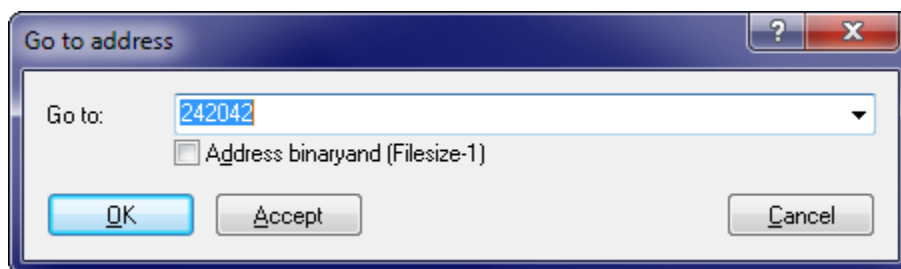 Go to address
?
Go to: 242042
Address binaryand (Filesize-1)
OK Accept Cancel